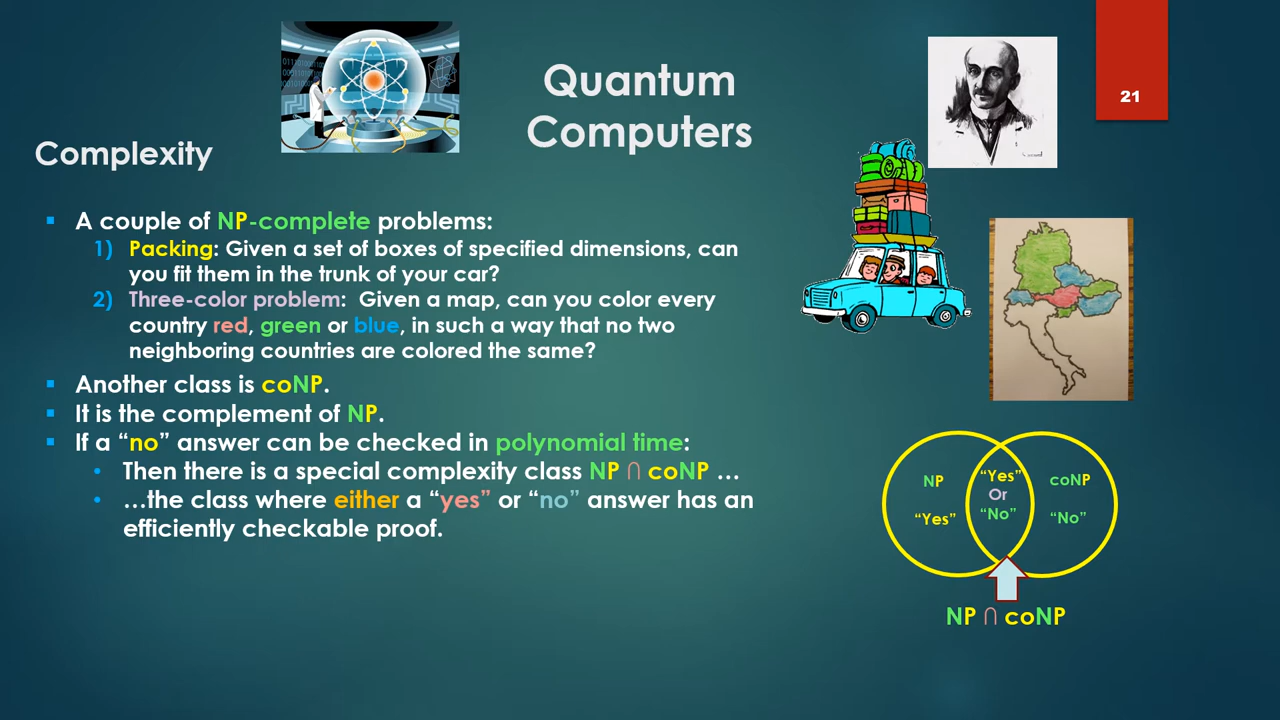 Quantum
Computers
21
Complexity
▪ A couple of NP-complete problems:
1) Packing: Given a set of boxes of specified dimensions, can
you fit them in the trunk of your car?
2) Three-color problem: Given a map, can you color every
country red, green or blue, in such a way that no two
neighboring countries are colored the same?
▪ Another class is coNP.
▪ It is the complement of NP.
▪ If a “no” answer can be checked in polynomial time:
• Then there is a special complexity class NP ∩ coNP …
• …the class where either a “yes” or “no” answer has an
efficiently checkable proof.
NP
“Yes”
“Yes”
Or
“No”
coNP
“No”
NP ∩ coNP